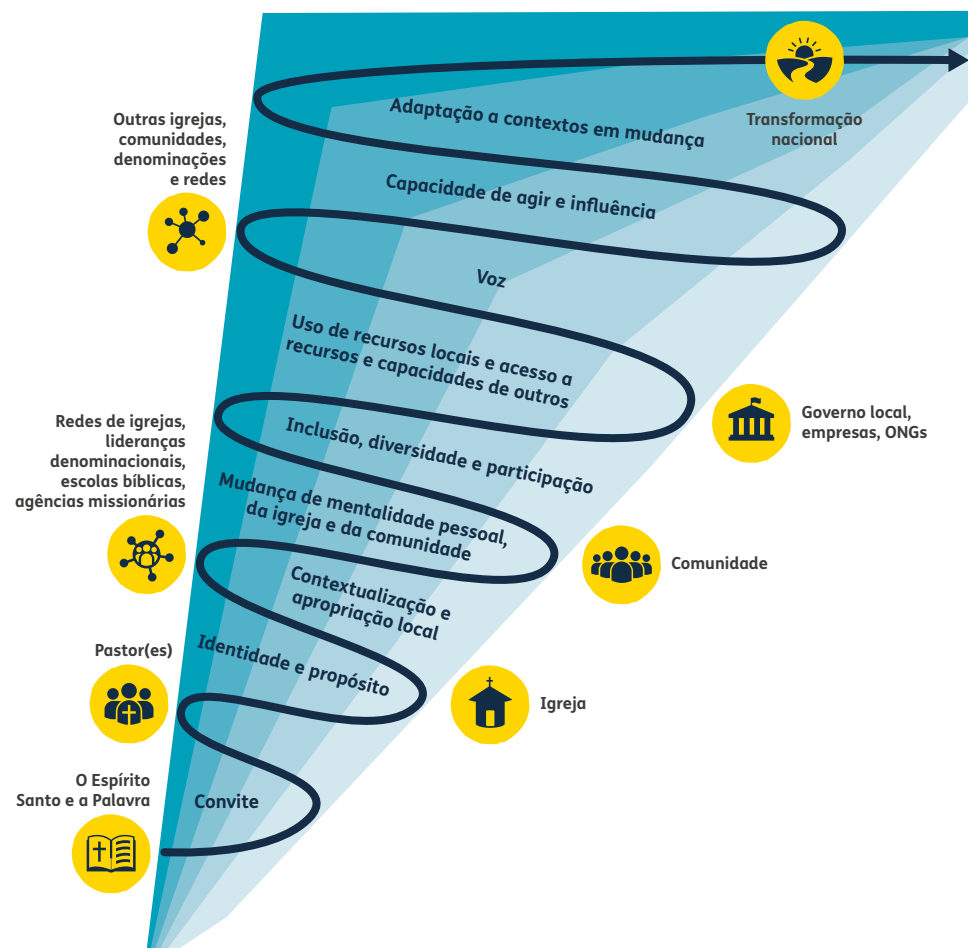 Adaptação a contextos em mudança
Transformação
nacional
Outras igrejas,
comunidades,
denominações
e redes
Capacidade de agir e influência
Voz
Uso de recursos locais e acesso a
recursos e capacidades de outros
Governo local,
empresas, ONGs
Redes de igrejas,
lideranças
denominacionais,
escolas bíblicas,
agências missionárias
Inclusão, diversidade e participação
Mudança de mentalidade pessoal,
da igreja e da comunidade
Comunidade
Contextualização e
apropriação local
Pastor(es)
Identidade e propósito
Igreja
O Espírito
Santo e a Palavra
Convite